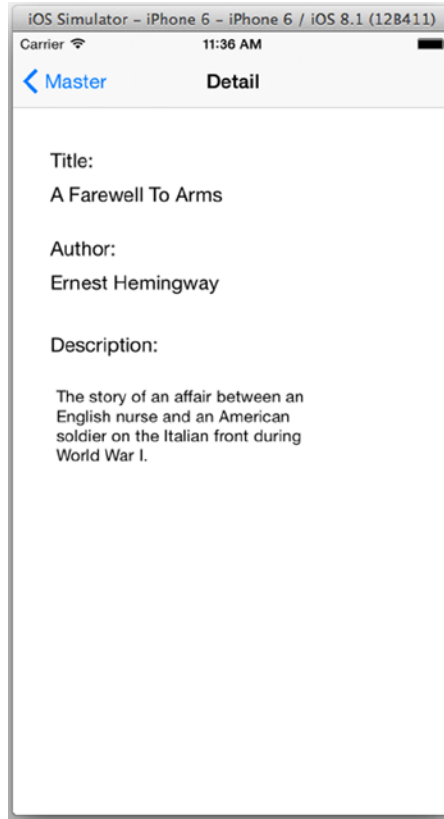 iOS Simulator – iPhone 6 – iPhone 6 / iOS 8.1 (12B411)
Carrier 11:36 AM
Master Detail
Title:
A Farewell To Arms
Author:
Ernest Hemingway
Description:
The story of an affair between an
English nurse and an American
soldier on the Italian front during
World War I.